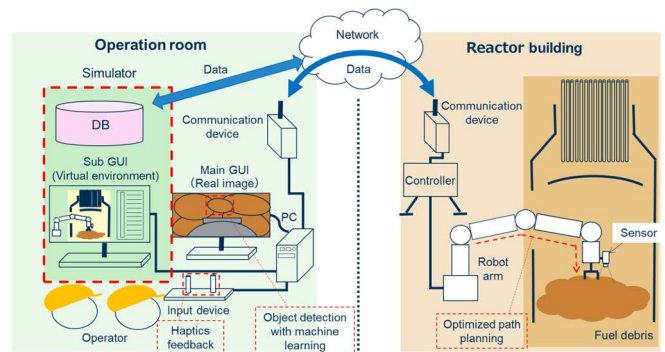 Operation room
Simulator
Data
DB
Sub GUI
(Virtual environment)
Communication
device
Main GUI
(Real image)
PC
Input device
Operator
Haptics
feedback
Object detection
with machine
learning
Network
Data
Reactor building
Communication
device
Controller
Robot
arm
Sensor
Optimized path
planning
Fuel debris